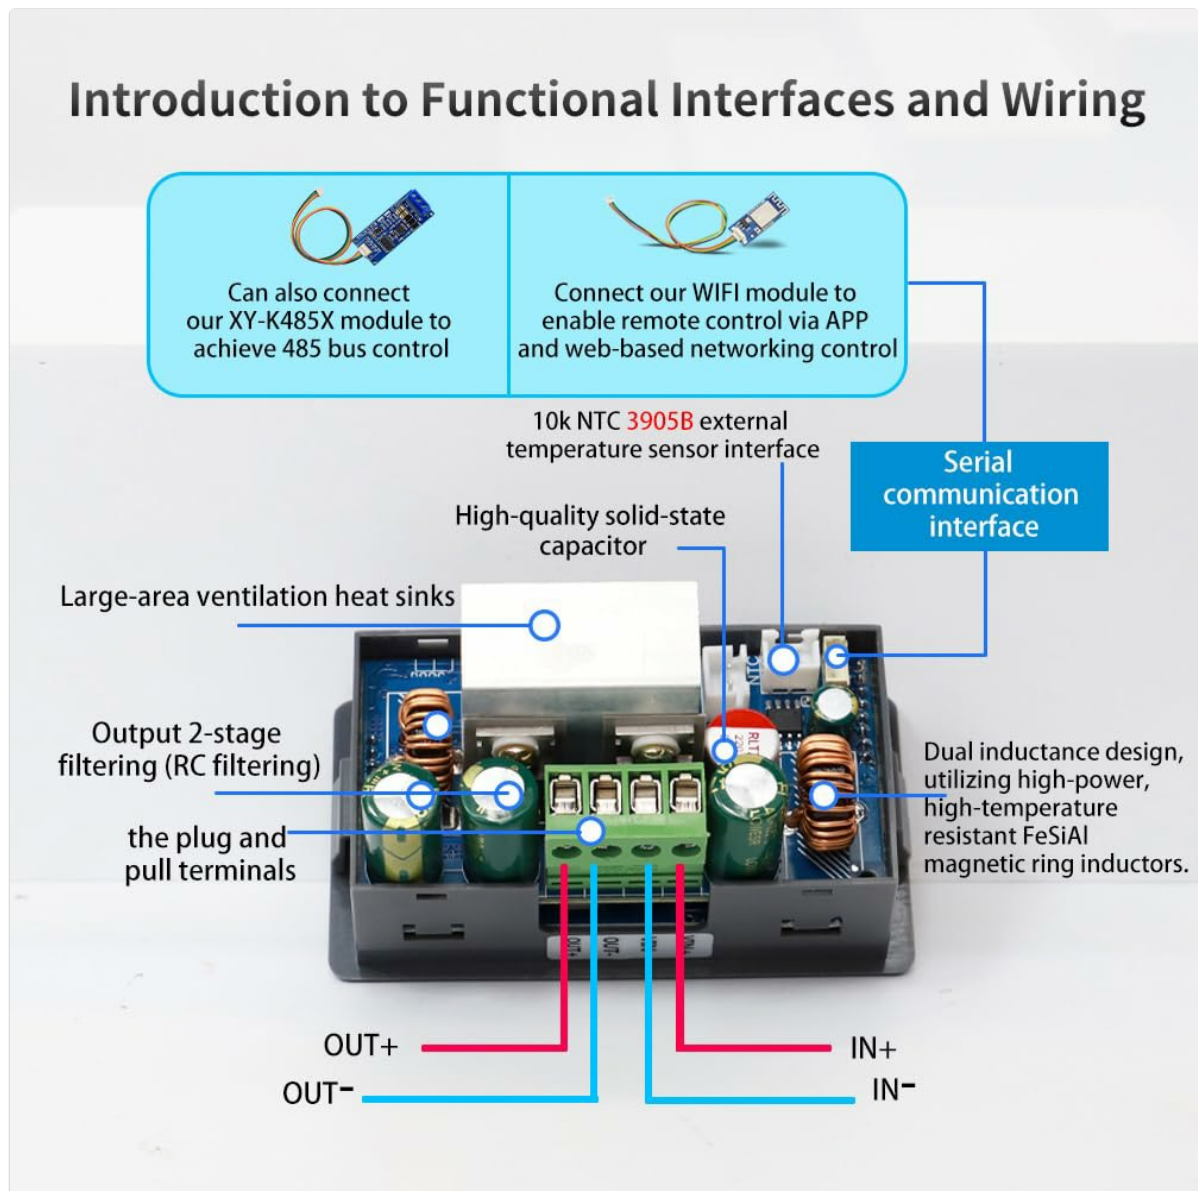 Introduction to Functional Interfaces and Wiring
Can also connect
our XY-K485X module to
achieve 485 bus control
Connect our WIFI module to
enable remote control via APP
and web-based networking control
10k NTC 3905B external
temperature sensor interface
Serial
communication
interface
High-quality solid-state
capacitor
Large-area ventilation heat sinks
NTC
Output 2-stage
filtering (RC filtering)
RLT
Dual inductance design,
utilizing high-power,
high-temperature
resistant FeSiAl
magnetic ring inductors.
the plug and
pull terminals
OUT+
OUT-
OUT+
IN+
OUT-
IN-